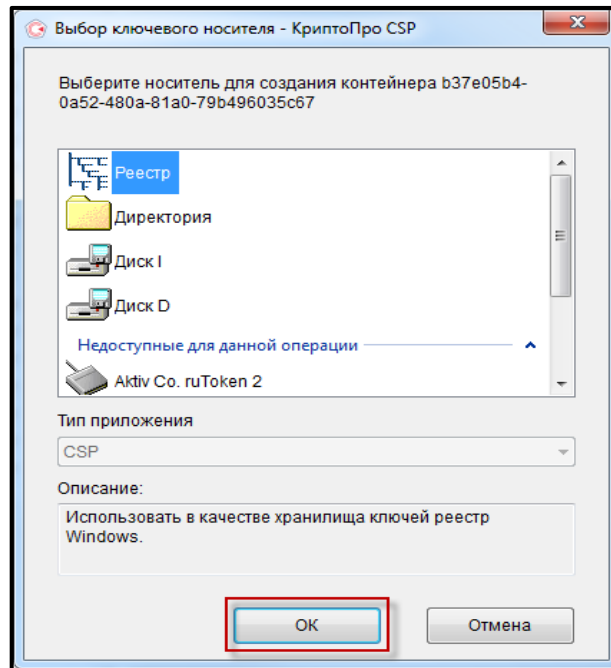 Выбор ключевого носителя - КриптоПро CSP
Выберите носитель для создания контейнера b37e05b4-
0a52-480a-81a0-79b496035c67
Реестр
Директория
Диск I
Диск D
Недоступные для данной операции
Aktiv Co. ruToken 2
Тип приложения
CSP
Описание:
Использовать в качестве хранилища ключей реестр
Windows.
ОК
Отмена